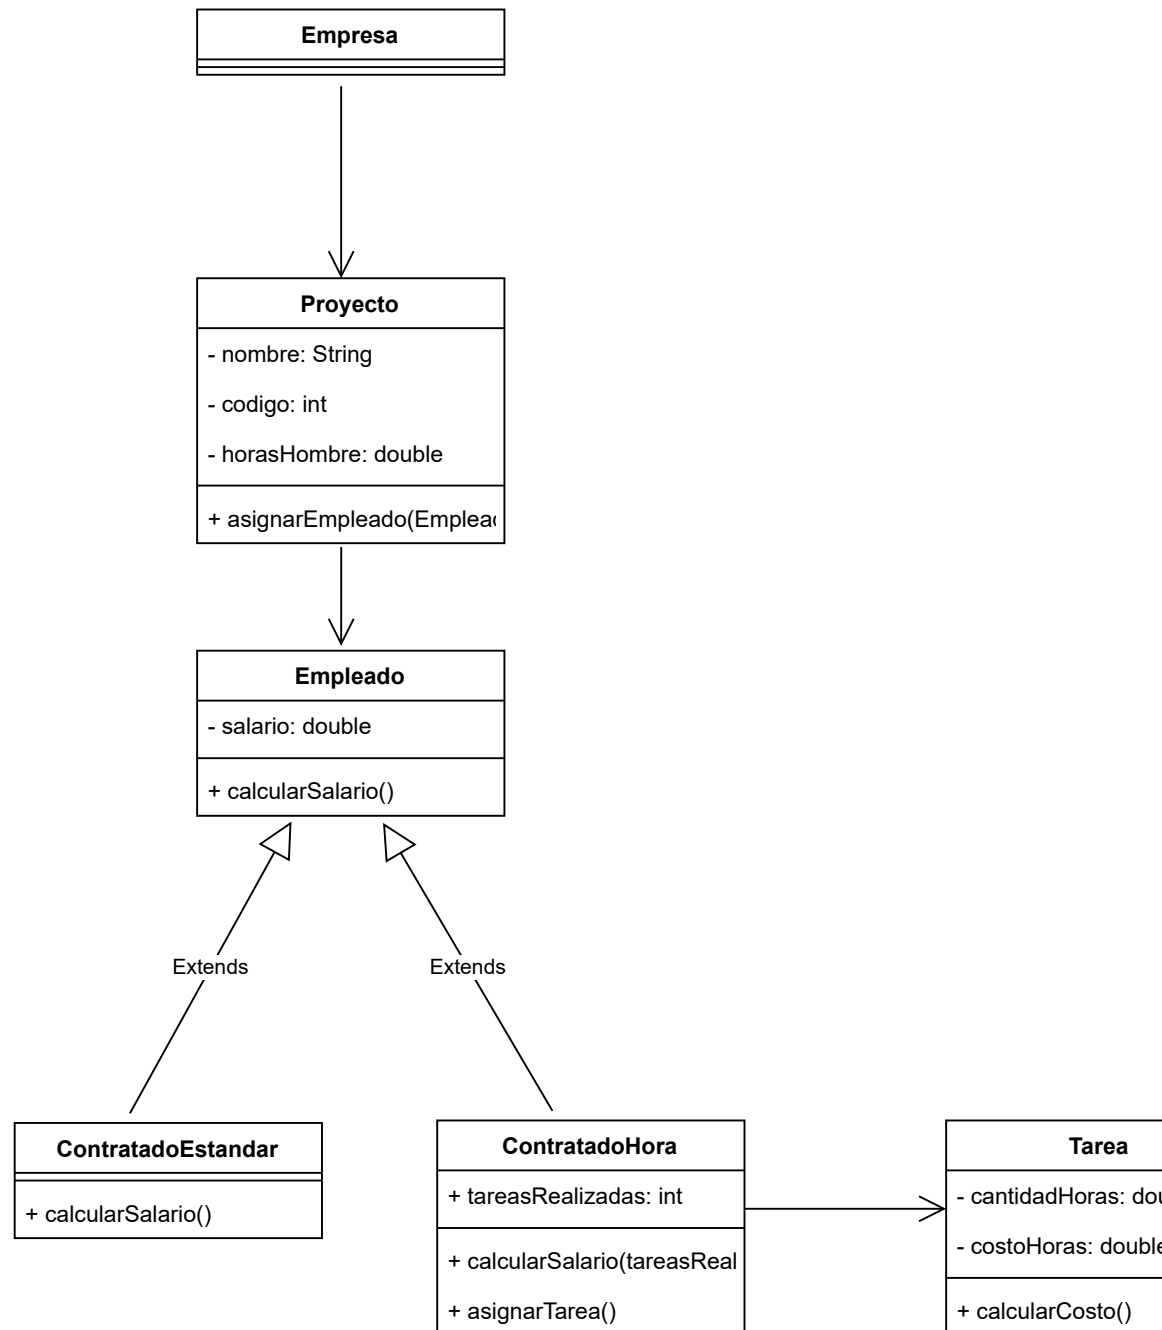 Empresa
Proyecto
- nombre: String
- codigo: int
- horasHombre: double
+ asignarEmpleado(Emplead
Empleado
- salario: double
+ calcularSalario()
Extends
Extends
ContratadoEstandar
+ calcularSalario()
ContratadoHora
+ tareasRealizadas: int
+ calcularSalario(tareasReal
+ asignarTarea()
Tarea
- cantidadHoras: dou
- costoHoras: double
+ calcularCosto()